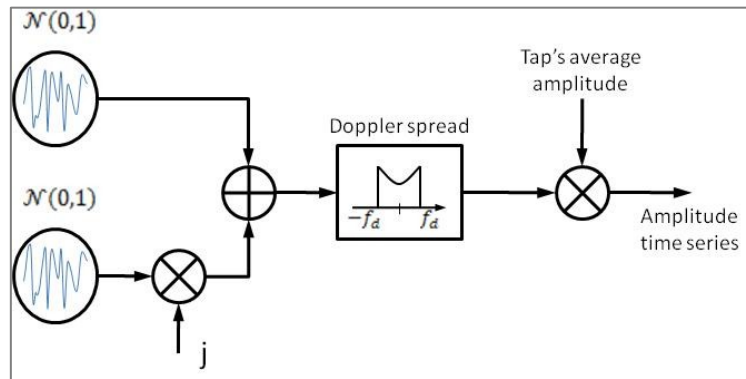 𝒩(0,1)
Tap's average
amplitude
Doppler spread
𝒩(0,1)
−f_d f_d
Amplitude
time series
j